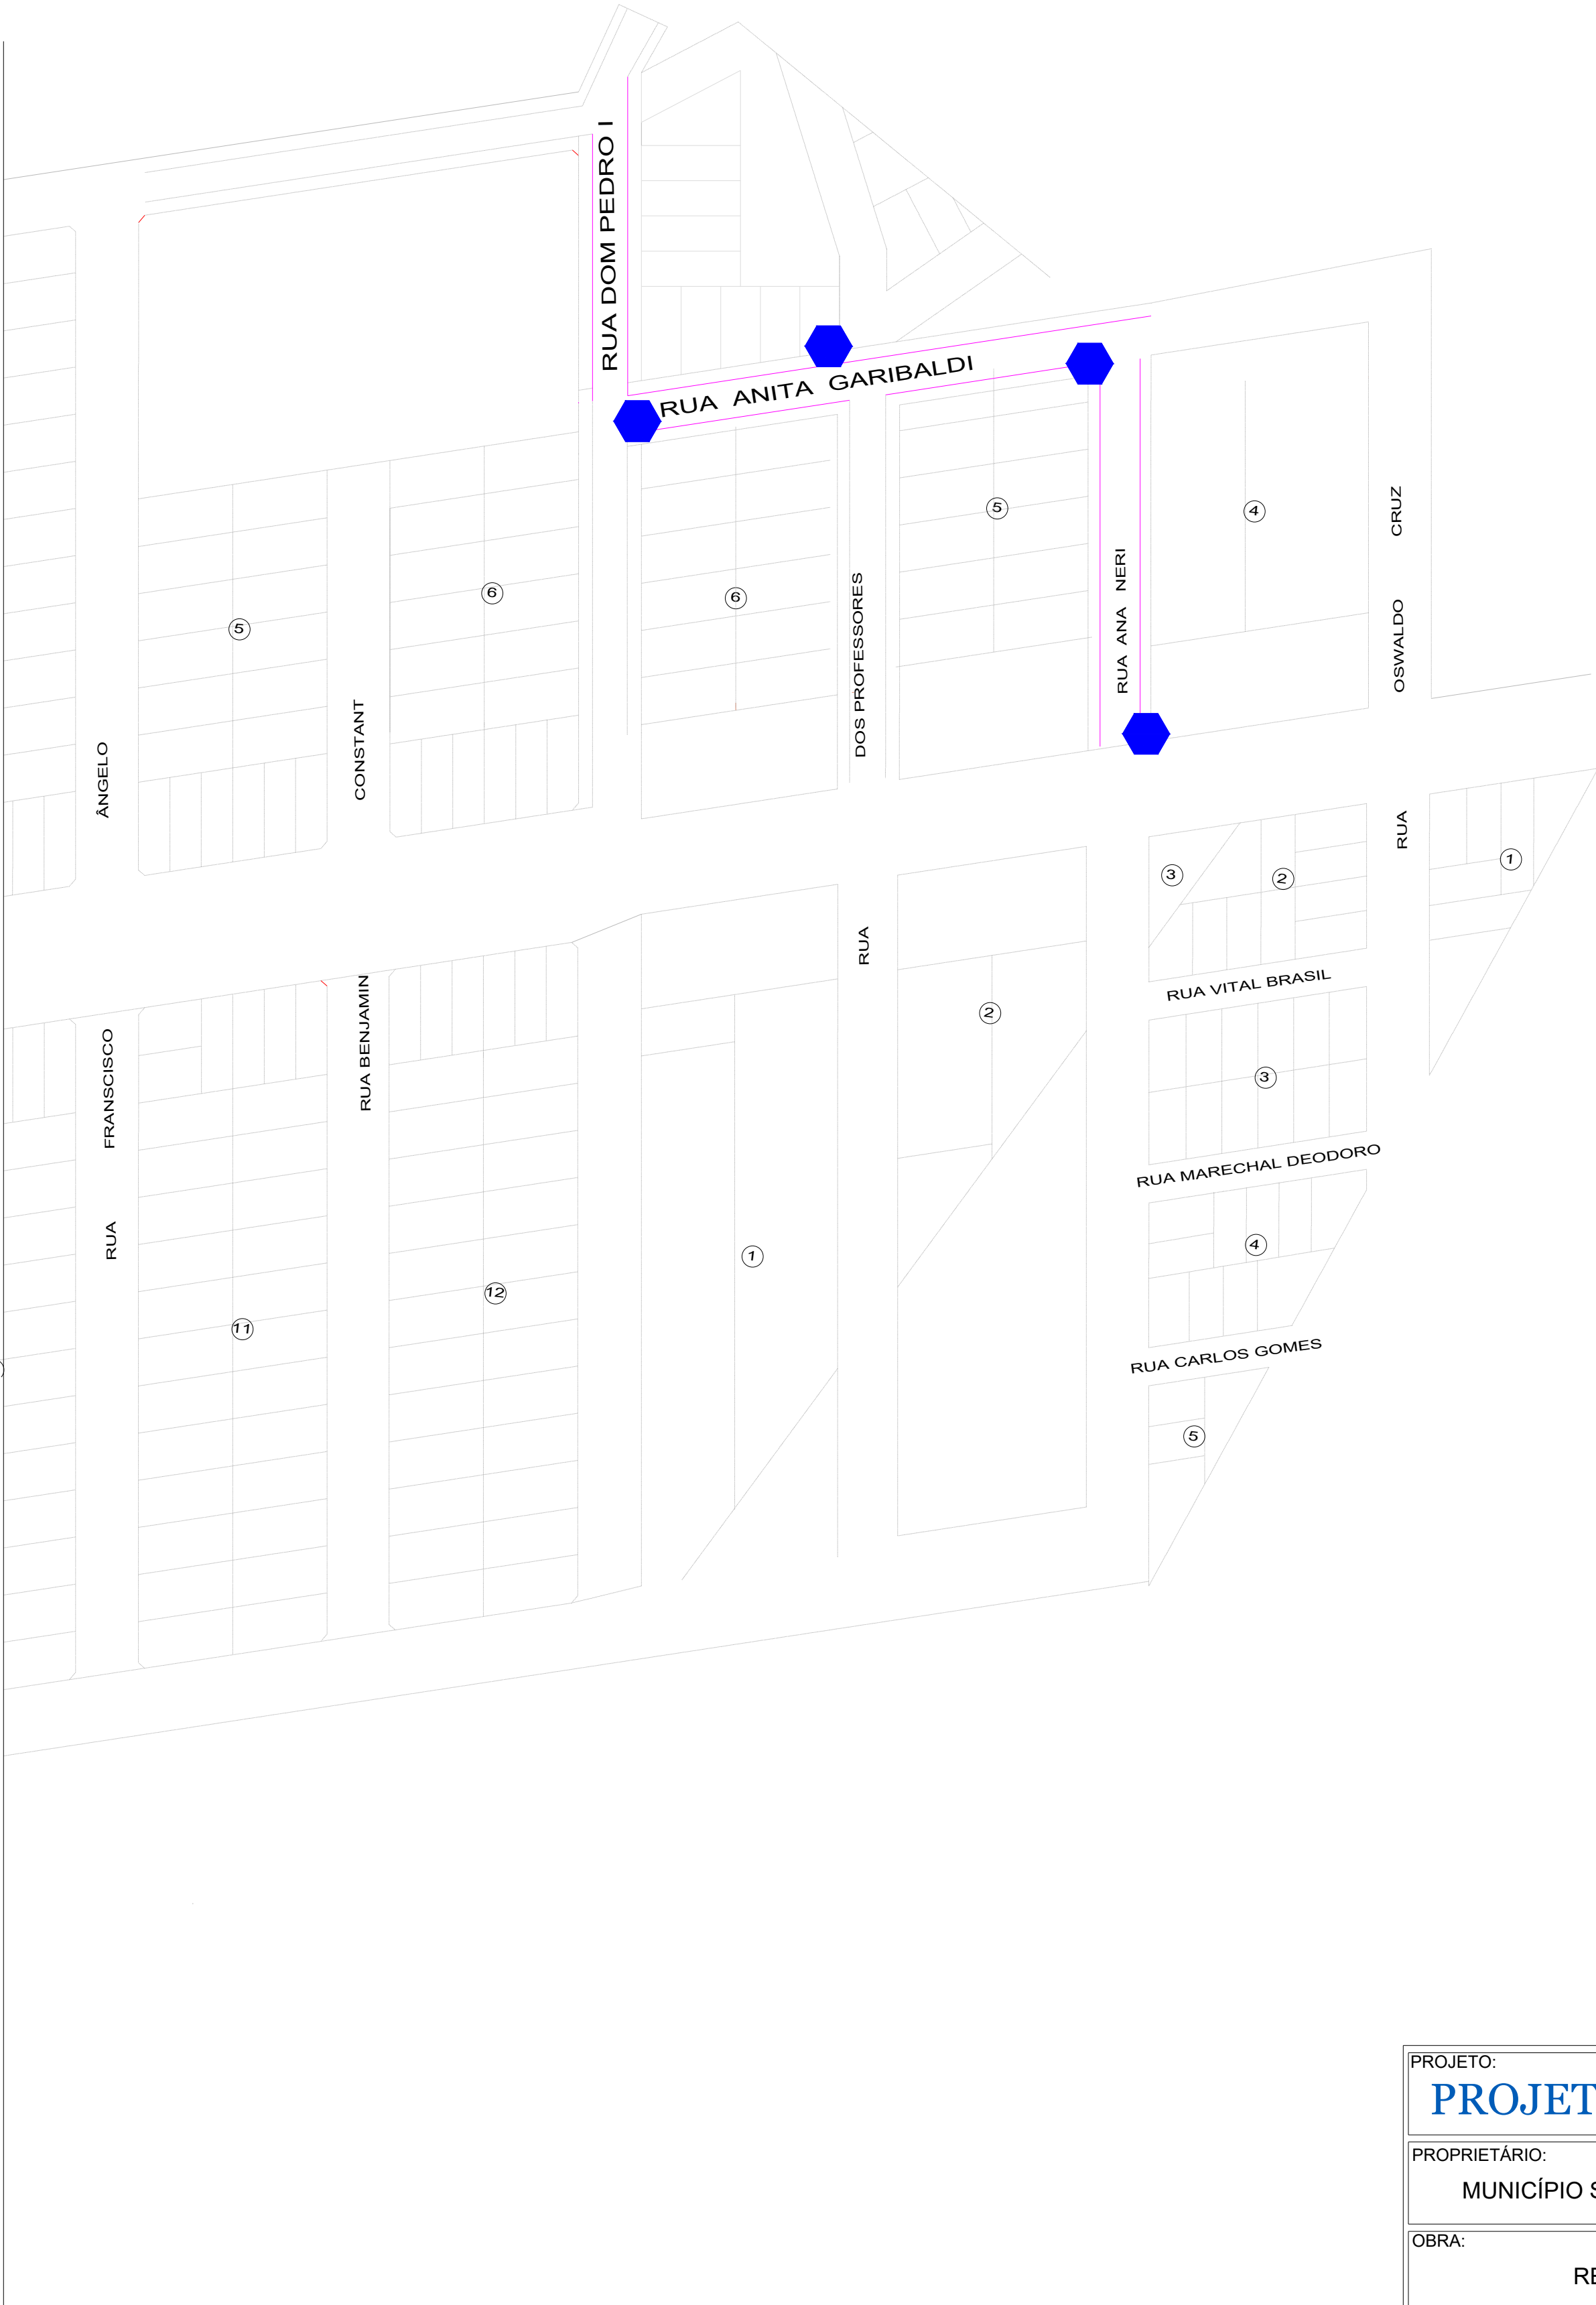 RUA DOM PEDRO I
RUA ANITA GARIBALDI
5
4
CRUZ
6
6
5
RUA ANA NERI
DOS PROFESSORES
OSWALDO
CONSTANT
ÂNGELO
RUA
3
2
1
RUA
RUA VITAL BRASIL
2
RUA BENJAMIN
FRANSCISCO
3
RUA MARECHAL DEODORO
RUA
4
1
12
11
RUA CARLOS GOMES
5
PROJETO:
PROJET
PROPRIETÁRIO:
MUNICÍPIO S
OBRA:
RE